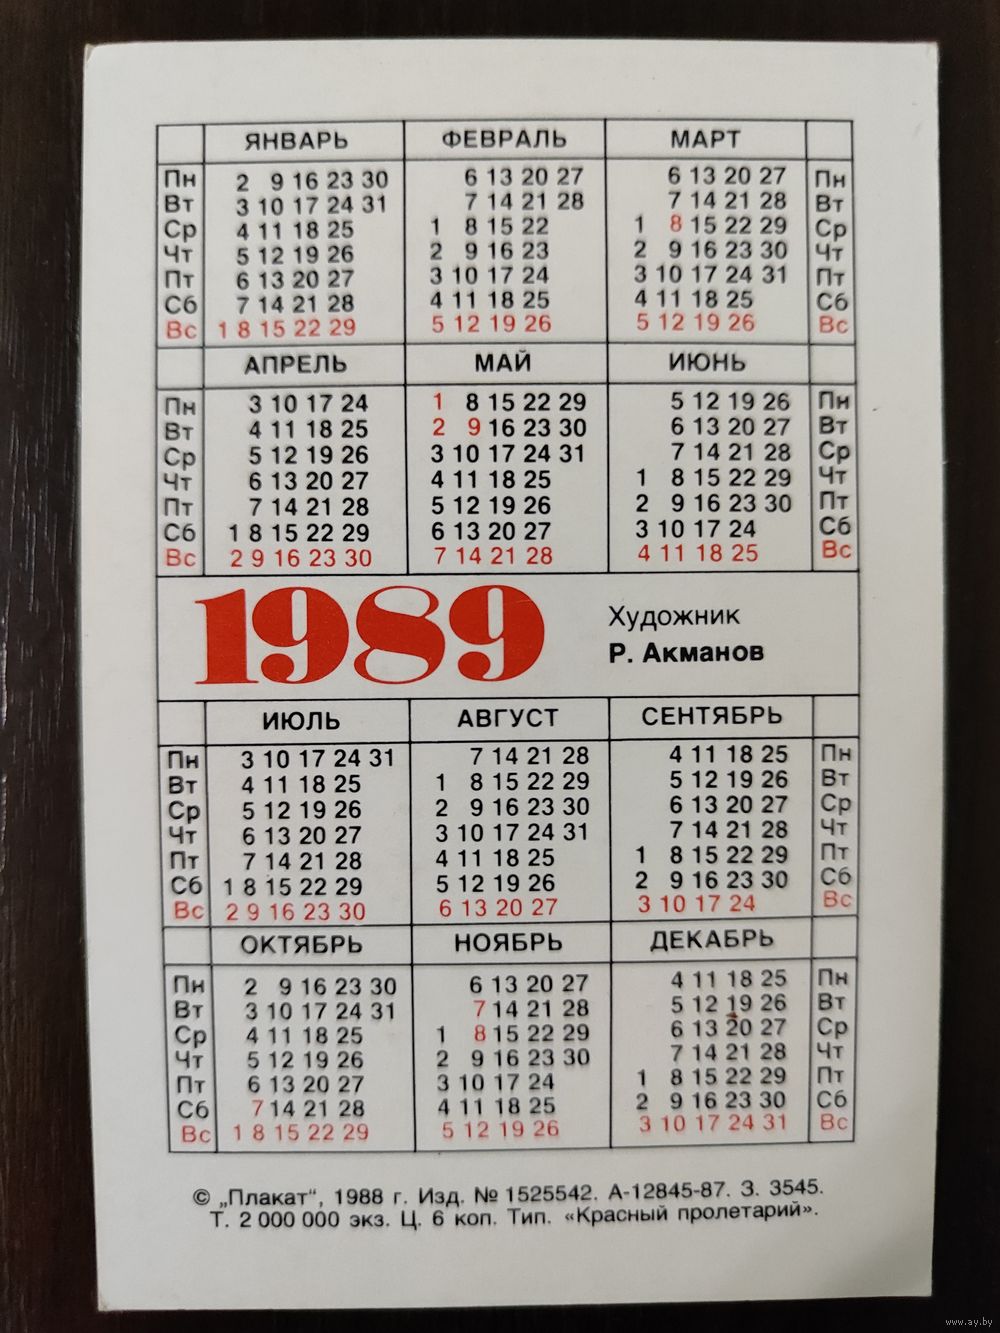 ЯНВАРЬ ФЕВРАЛЬ МАРТ
Пн 2 9 16 23 30 6 13 20 27 6 13 20 27 Пн
Вт 3 10 17 24 31 7 14 21 28 7 14 21 28 Вт
Ср 4 11 18 25 1 8 15 22 1 8 15 22 29 Ср
Чт 5 12 19 26 2 9 16 23 2 9 16 23 30 Чт
Пт 6 13 20 27 3 10 17 24 3 10 17 24 31 Пт
Сб 7 14 21 28 4 11 18 25 4 11 18 25 Сб
Вс 1 8 15 22 29 5 12 19 26 5 12 19 26 Вс
АПРЕЛЬ МАЙ ИЮНЬ
Пн 3 10 17 24 1 8 15 22 29 5 12 19 26 Пн
Вт 4 11 18 25 2 9 16 23 30 6 13 20 27 Вт
Ср 5 12 19 26 3 10 17 24 31 7 14 21 28 Ср
Чт 6 13 20 27 4 11 18 25 1 8 15 22 29 Чт
Пт 7 14 21 28 5 12 19 26 2 9 16 23 30 Пт
Сб 1 8 15 22 29 6 13 20 27 3 10 17 24 Сб
Вс 2 9 16 23 30 7 14 21 28 4 11 18 25 Вс
1989
Художник
Р. Акманов
ИЮЛЬ АВГУСТ СЕНТЯБРЬ
Пн 3 10 17 24 31 7 14 21 28 4 11 18 25 Пн
Вт 4 11 18 25 1 8 15 22 29 5 12 19 26 Вт
Ср 5 12 19 26 2 9 16 23 30 6 13 20 27 Ср
Чт 6 13 20 27 3 10 17 24 31 7 14 21 28 Чт
Пт 7 14 21 28 4 11 18 25 1 8 15 22 29 Пт
Сб 1 8 15 22 29 5 12 19 26 2 9 16 23 30 Сб
Вс 2 9 16 23 30 6 13 20 27 3 10 17 24 Вс
ОКТЯБРЬ НОЯБРЬ ДЕКАБРЬ
Пн 2 9 16 23 30 6 13 20 27 4 11 18 25 Пн
Вт 3 10 17 24 31 7 14 21 28 5 12 19 26 Вт
Ср 4 11 18 25 1 8 15 22 29 6 13 20 27 Ср
Чт 5 12 19 26 2 9 16 23 30 7 14 21 28 Чт
Пт 6 13 20 27 3 10 17 24 1 8 15 22 29 Пт
Сб 7 14 21 28 4 11 18 25 2 9 16 23 30 Сб
Вс 1 8 15 22 29 5 12 19 26 3 10 17 24 31 Вс
© „Плакат“, 1988 г. Изд. № 1525542. А-12845-87. З. 3545.
Т. 2 000 000 экз. Ц. 6 коп. Тип. «Красный пролетарий».
www.ay.by